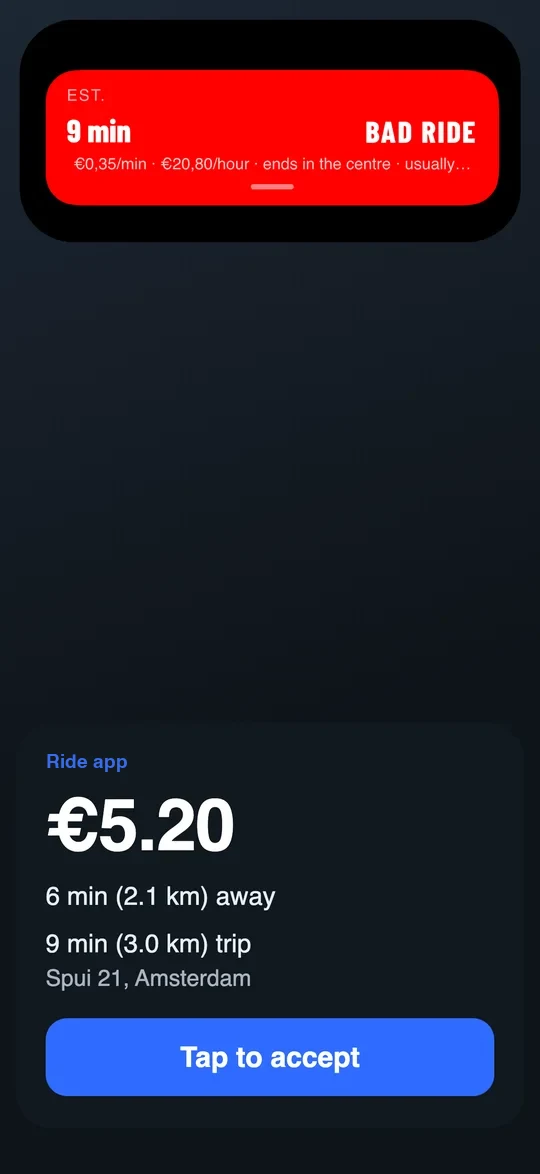 EST.
9 min
BAD RIDE
€0,35/min · €20,80/hour · ends in the centre · usually…
Ride app
€5.20
6 min (2.1 km) away
9 min (3.0 km) trip
Spui 21, Amsterdam
Tap to accept